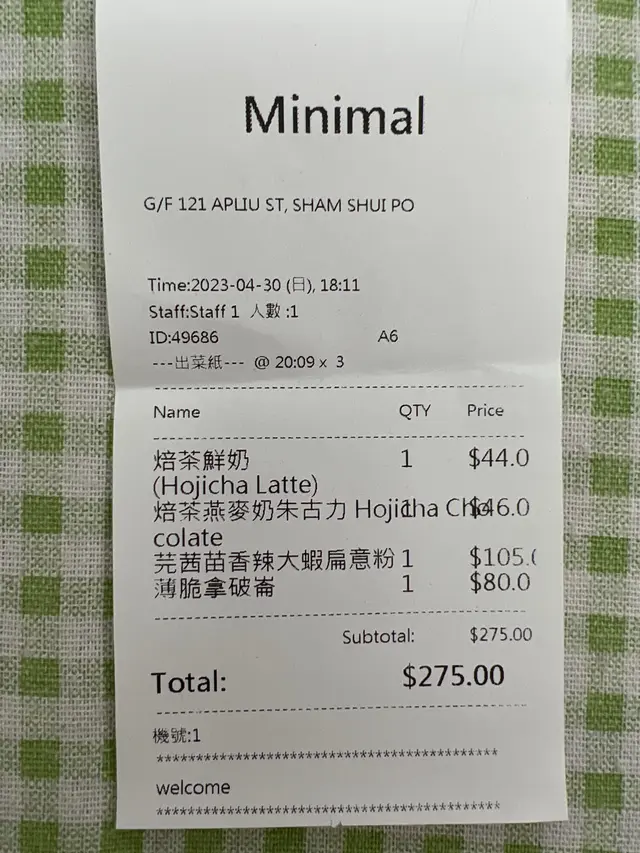 Minimal
G/F 121 APLIU ST, SHAM SHUI PO
Time:2023-04-30 (日), 18:11
Staff:Staff 1 人數 :1
ID:49686 A6
---出菜紙--- @ 20:09 x 3
Name QTY Price
焙茶鮮奶 1 $44.0
(Hojicha Latte)
焙茶燕麥奶朱古力 Hojicha Cho 1 $46.0
colate
芫茜苗香辣大蝦扁意粉 1 $105.0
薄脆拿破崙 1 $80.0
Subtotal: $275.00
Total: $275.00
機號:1
********************************************
welcome
********************************************